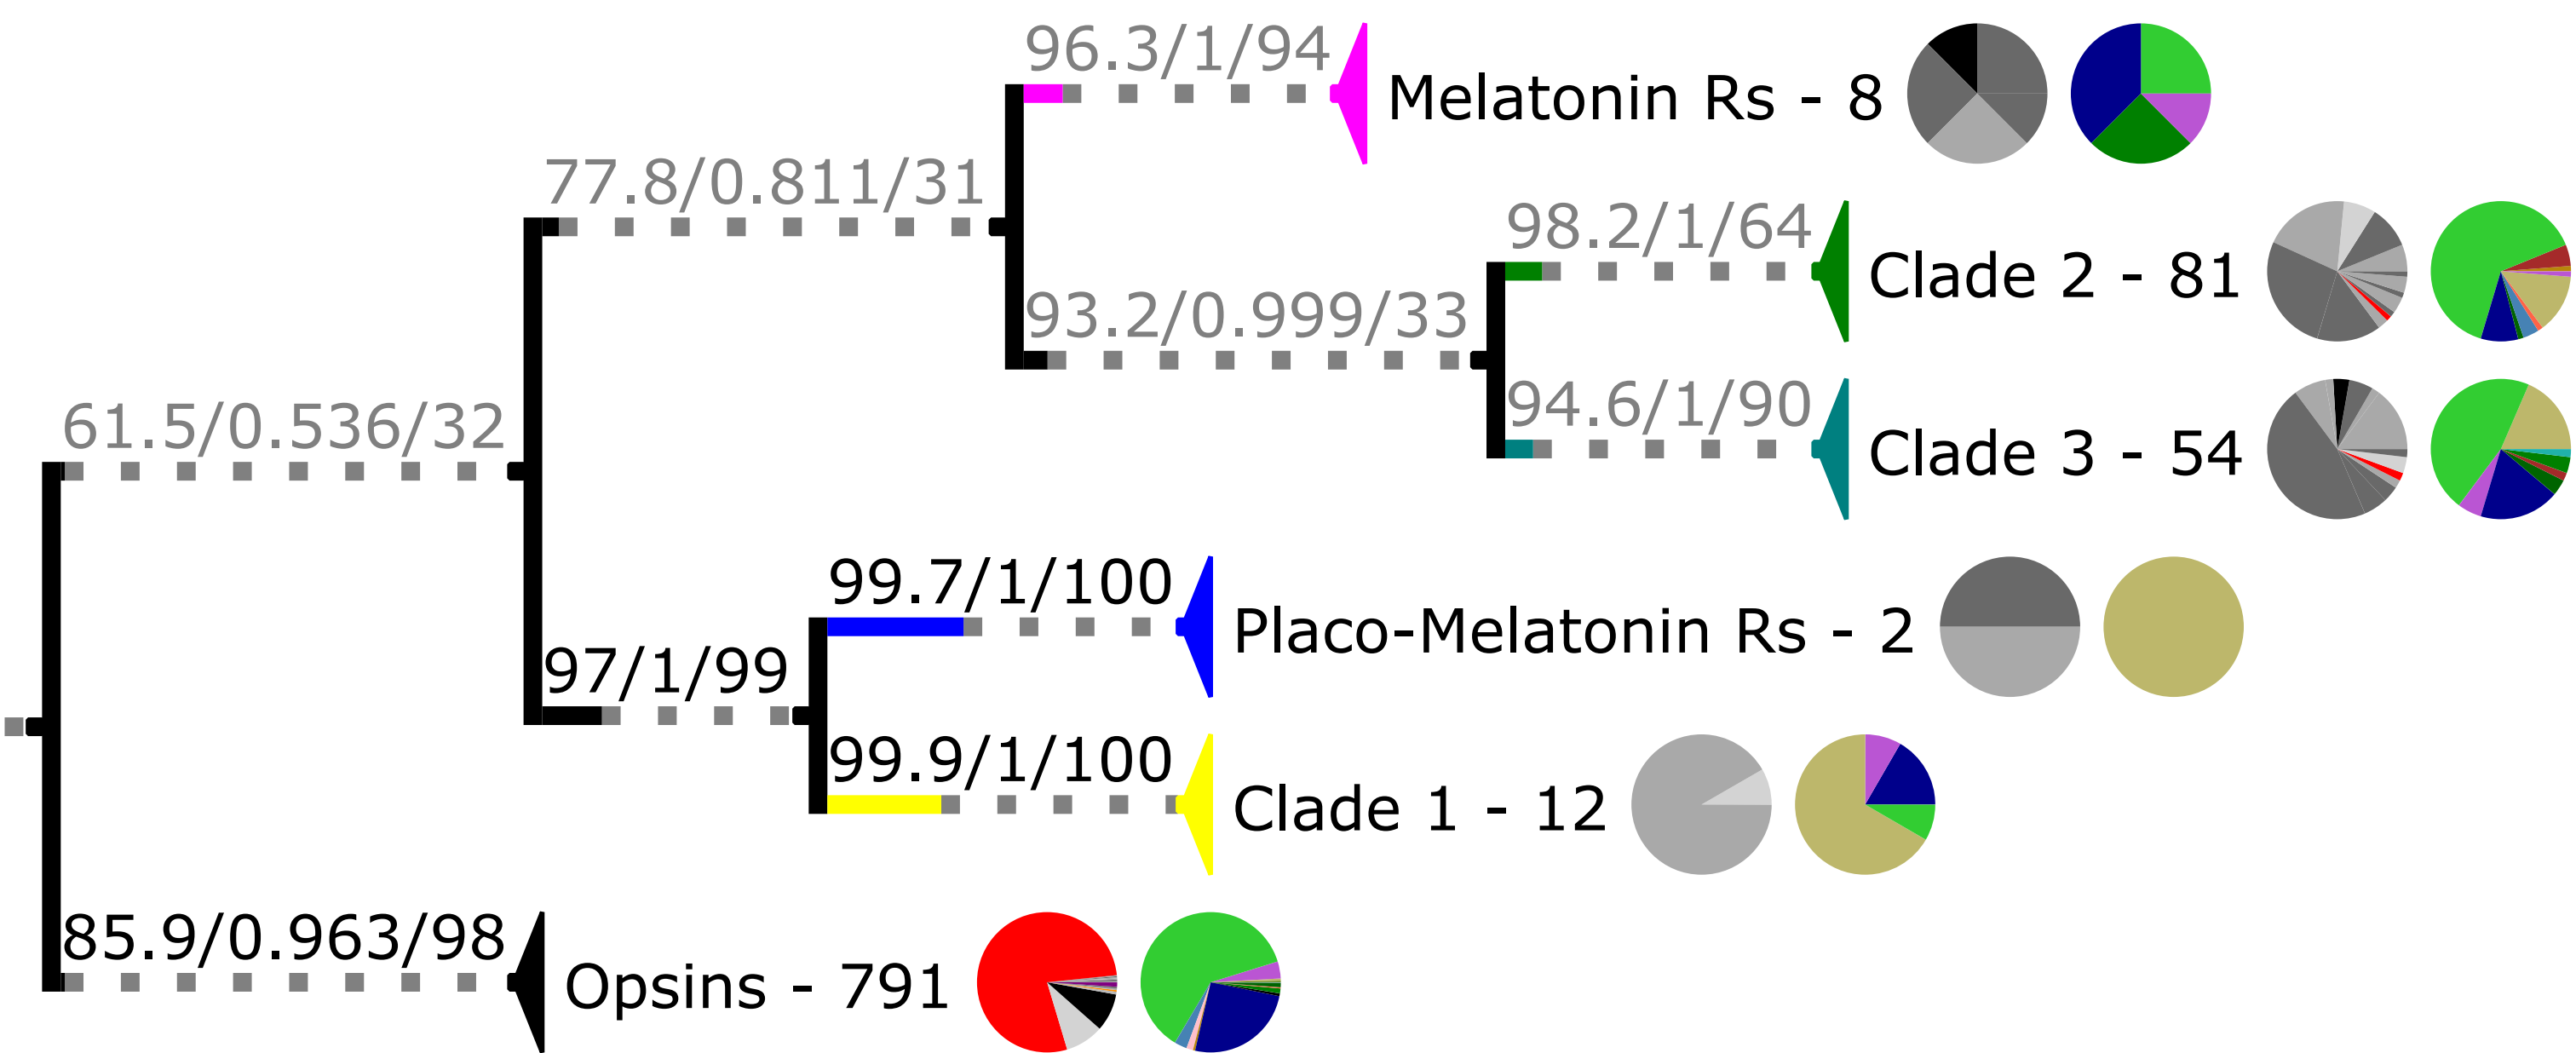 96.3/1/94
Melatonin Rs - 8
77.8/0.811/31
98.2/1/64
Clade 2 - 81
93.2/0.999/33
94.6/1/90
Clade 3 - 54
61.5/0.536/32
99.7/1/100
Placo-Melatonin Rs - 2
97/1/99
99.9/1/100
Clade 1 - 12
85.9/0.963/98
Opsins - 791